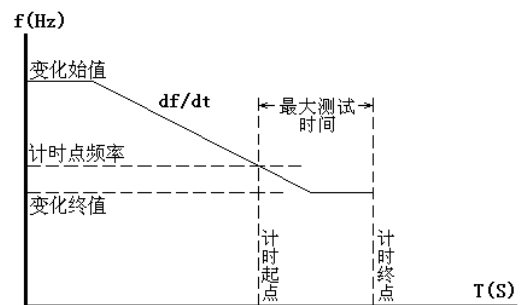 f(Hz)
变化始值
df/dt
最大测试
时间
计时点频率
变化终值
计时起点
计时终点
T(S)